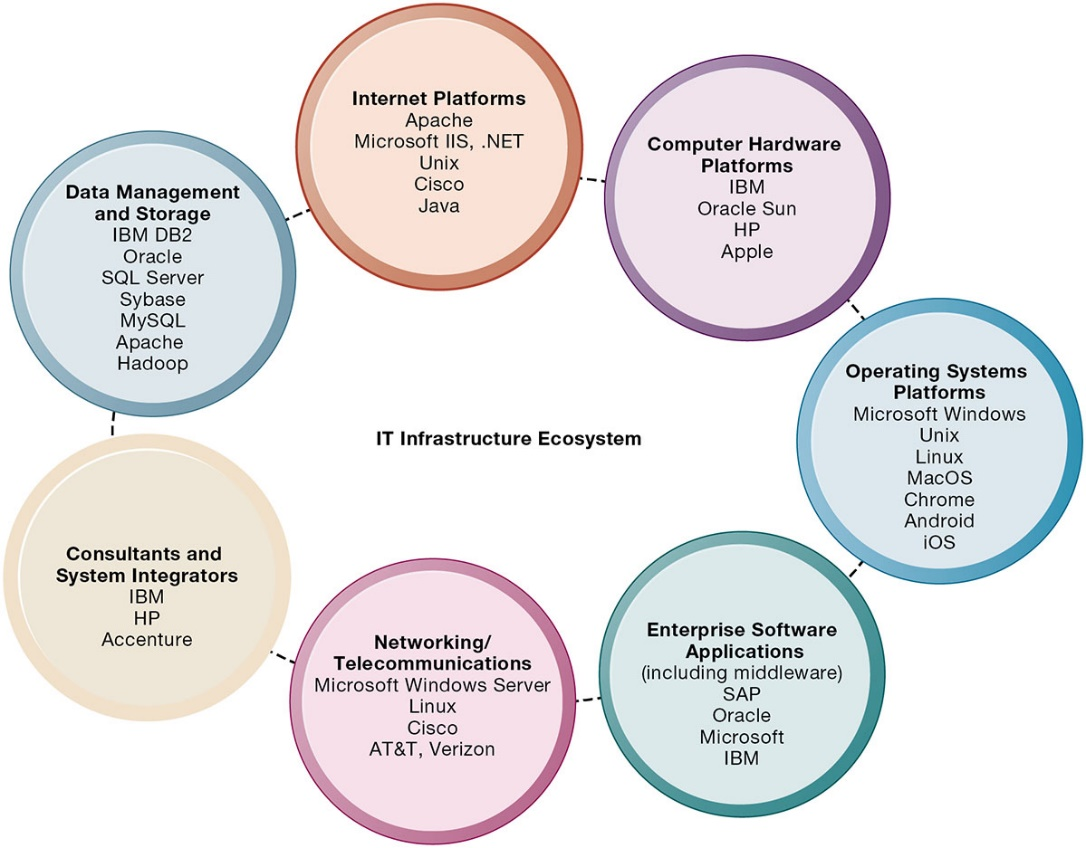 Internet Platforms
Apache
Microsoft IIS, .NET
Unix
Cisco
Java
Computer Hardware
Platforms
IBM
Oracle Sun
HP
Apple
Data Management
and Storage
IBM DB2
Oracle
SQL Server
Sybase
MySQL
Apache
Hadoop
Operating Systems
Platforms
Microsoft Windows
Unix
Linux
MacOS
Chrome
Android
iOS
IT Infrastructure Ecosystem
Consultants and
System Integrators
IBM
HP
Accenture
Networking/
Telecommunications
Microsoft Windows Server
Linux
Cisco
AT&T, Verizon
Enterprise Software
Applications
(including middleware)
SAP
Oracle
Microsoft
IBM